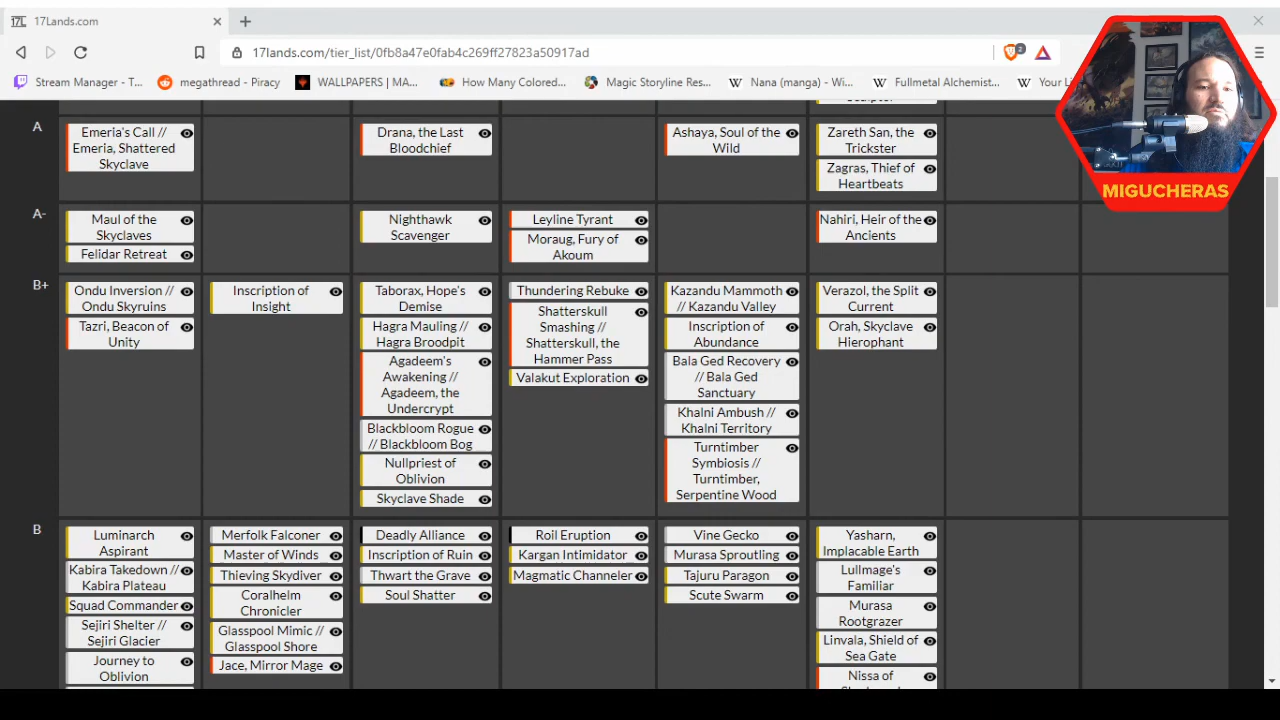 17Lands.com
17lands.com/tier_list/0fb8a47e0fab4c269ff27823a50917ad
2
Stream Manager - T...
megathread - Piracy
WALLPAPERS | MA...
How Many Colored...
Magic Storyline Res...
Nana (manga) - Wi...
Fullmetal Alchemist...
Your Li
MIGUCHERAS
A
Emeria's Call //
Emeria, Shattered
Skyclave
Drana, the Last
Bloodchief
Ashaya, Soul of the
Wild
Zareth San, the
Trickster
Zagras, Thief of
Heartbeats
A-
Maul of the
Skyclaves
Felidar Retreat
Nighthawk
Scavenger
Leyline Tyrant
Moraug, Fury of
Akoum
Nahiri, Heir of the
Ancients
B+
Ondu Inversion //
Ondu Skyruins
Tazri, Beacon of
Unity
Inscription of
Insight
Taborax, Hope's
Demise
Hagra Mauling //
Hagra Broodpit
Agadeem's
Awakening //
Agadeem, the
Undercrypt
Blackbloom Rogue
// Blackbloom Bog
Nullpriest of
Oblivion
Skyclave Shade
Thundering Rebuke
Shatterskull
Smashing //
Shatterskull, the
Hammer Pass
Valakut Exploration
Kazandu Mammoth
// Kazandu Valley
Inscription of
Abundance
Bala Ged Recovery
// Bala Ged
Sanctuary
Khalni Ambush //
Khalni Territory
Turntimber
Symbiosis //
Turntimber,
Serpentine Wood
Verazol, the Split
Current
Orah, Skyclave
Hierophant
B
Luminarch
Aspirant
Kabira Takedown //
Kabira Plateau
Squad Commander
Sejiri Shelter //
Sejiri Glacier
Journey to
Oblivion
Merfolk Falconer
Master of Winds
Thieving Skydiver
Coralhelm
Chronicler
Glasspool Mimic //
Glasspool Shore
Jace, Mirror Mage
Deadly Alliance
Inscription of Ruin
Thwart the Grave
Soul Shatter
Roil Eruption
Kargan Intimidator
Magmatic Channeler
Vine Gecko
Murasa Sproutling
Tajuru Paragon
Scute Swarm
Yasharn,
Implacable Earth
Lullmage's
Familiar
Murasa
Rootgrazer
Linvala, Shield of
Sea Gate
Nissa of